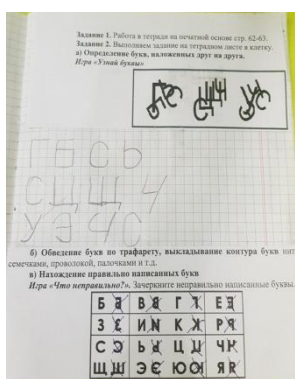 Задание 1. Работа в тетради на печатной основе стр. 62-63.
Задание 2. Выполняем задание на тетрадном листе в клетку.
а) Определение букв, наложенных друг на друга.
Игра «Узнай буквы»
Г Б С Ь
С Щ Щ Ч
У Э Ч С
б) Обведение букв по трафарету, выкладывание контура букв нит
семечками, проволокой, палочками и т.д.
в) Нахождение правильно написанных букв
Игра «Что неправильно?». Зачеркните неправильно написанные буквы.
Б В Г Е
З И N К Р
С Э Ь Ц Ч
Щ Э Є Ю Я R